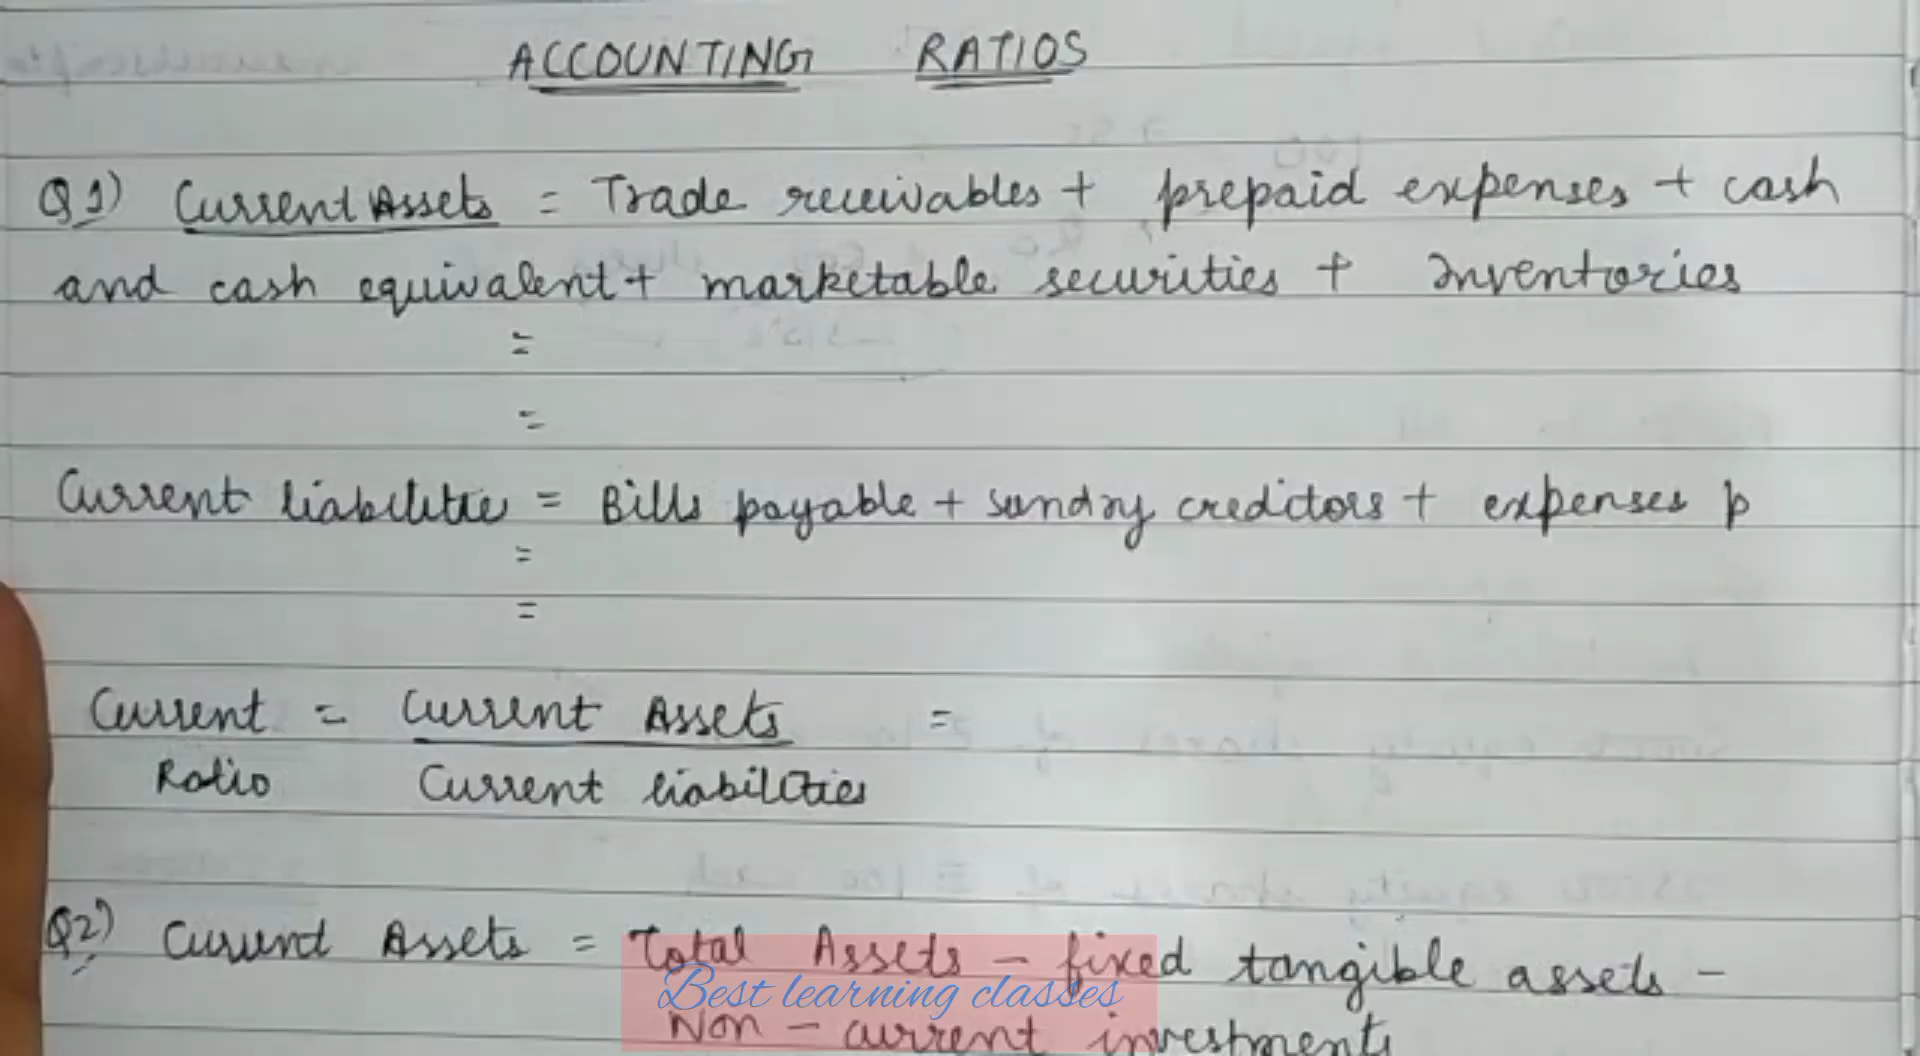 ACCOUNTING RATIOS
Q1) Current Assets = Trade receivables + prepaid expenses + cash
and cash equivalent + marketable securities + Inventories
=
=
Current liabilitie = Bills payable + sundry creditors + expenses p
=
=
Current = Current Assets =
Ratio Current liabilities
Q2) Current Assets = Total Assets - fixed tangible assets -
Best learning classes
Non - current investments